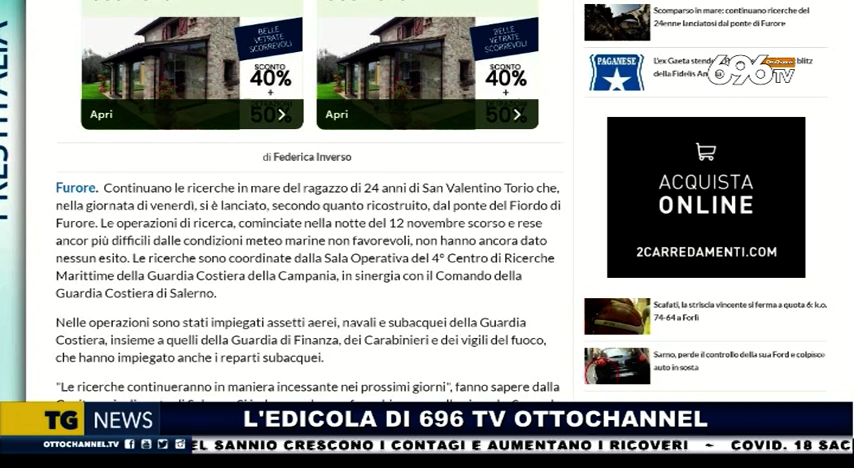 BELLE
VETRATE
SCORREVOLI
SCONTO
40%
+
50%
Apri
BELLE
VETRATE
SCORREVOLI
SCONTO
40%
+
50%
Apri
di Federica Inverso
Furore. Continuano le ricerche in mare del ragazzo di 24 anni di San Valentino Torio che,
nella giornata di venerdì, si è lanciato, secondo quanto ricostruito, dal ponte del Fiordo di
Furore. Le operazioni di ricerca, cominciate nella notte del 12 novembre scorso e rese
ancor più difficili dalle condizioni meteo marine non favorevoli, non hanno ancora dato
nessun esito. Le ricerche sono coordinate dalla Sala Operativa del 4° Centro di Ricerche
Marittime della Guardia Costiera della Campania, in sinergia con il Comando della
Guardia Costiera di Salerno.
Nelle operazioni sono stati impiegati assetti aerei, navali e subacquei della Guardia
Costiera, insieme a quelli della Guardia di Finanza, dei Carabinieri e dei vigili del fuoco,
che hanno impiegato anche i reparti subacquei.
"Le ricerche continueranno in maniera incessante nei prossimi giorni", fanno sapere dalla
Scomparso in mare: continuano ricerche del
24enne lanciatosi dal ponte di Furore
PAGANESE
L'ex Gaeta blitz
della Fidelis
696 TV
ACQUISTA
ONLINE
2CARREDAMENTI.COM
Scafati, la striscia vincente si ferma a quota 6: k.o.
74-64 a Forlì
Sarno, perde il controllo della sua Ford e colpisce
auto in sosta
TG NEWS
L'EDICOLA DI 696 TV OTTOCHANNEL
OTTOCHANNEL.TV
EL SANNIO CRESCONO I CONTAGI E AUMENTANO I RICOVERI ~ COVID. 18 SAC